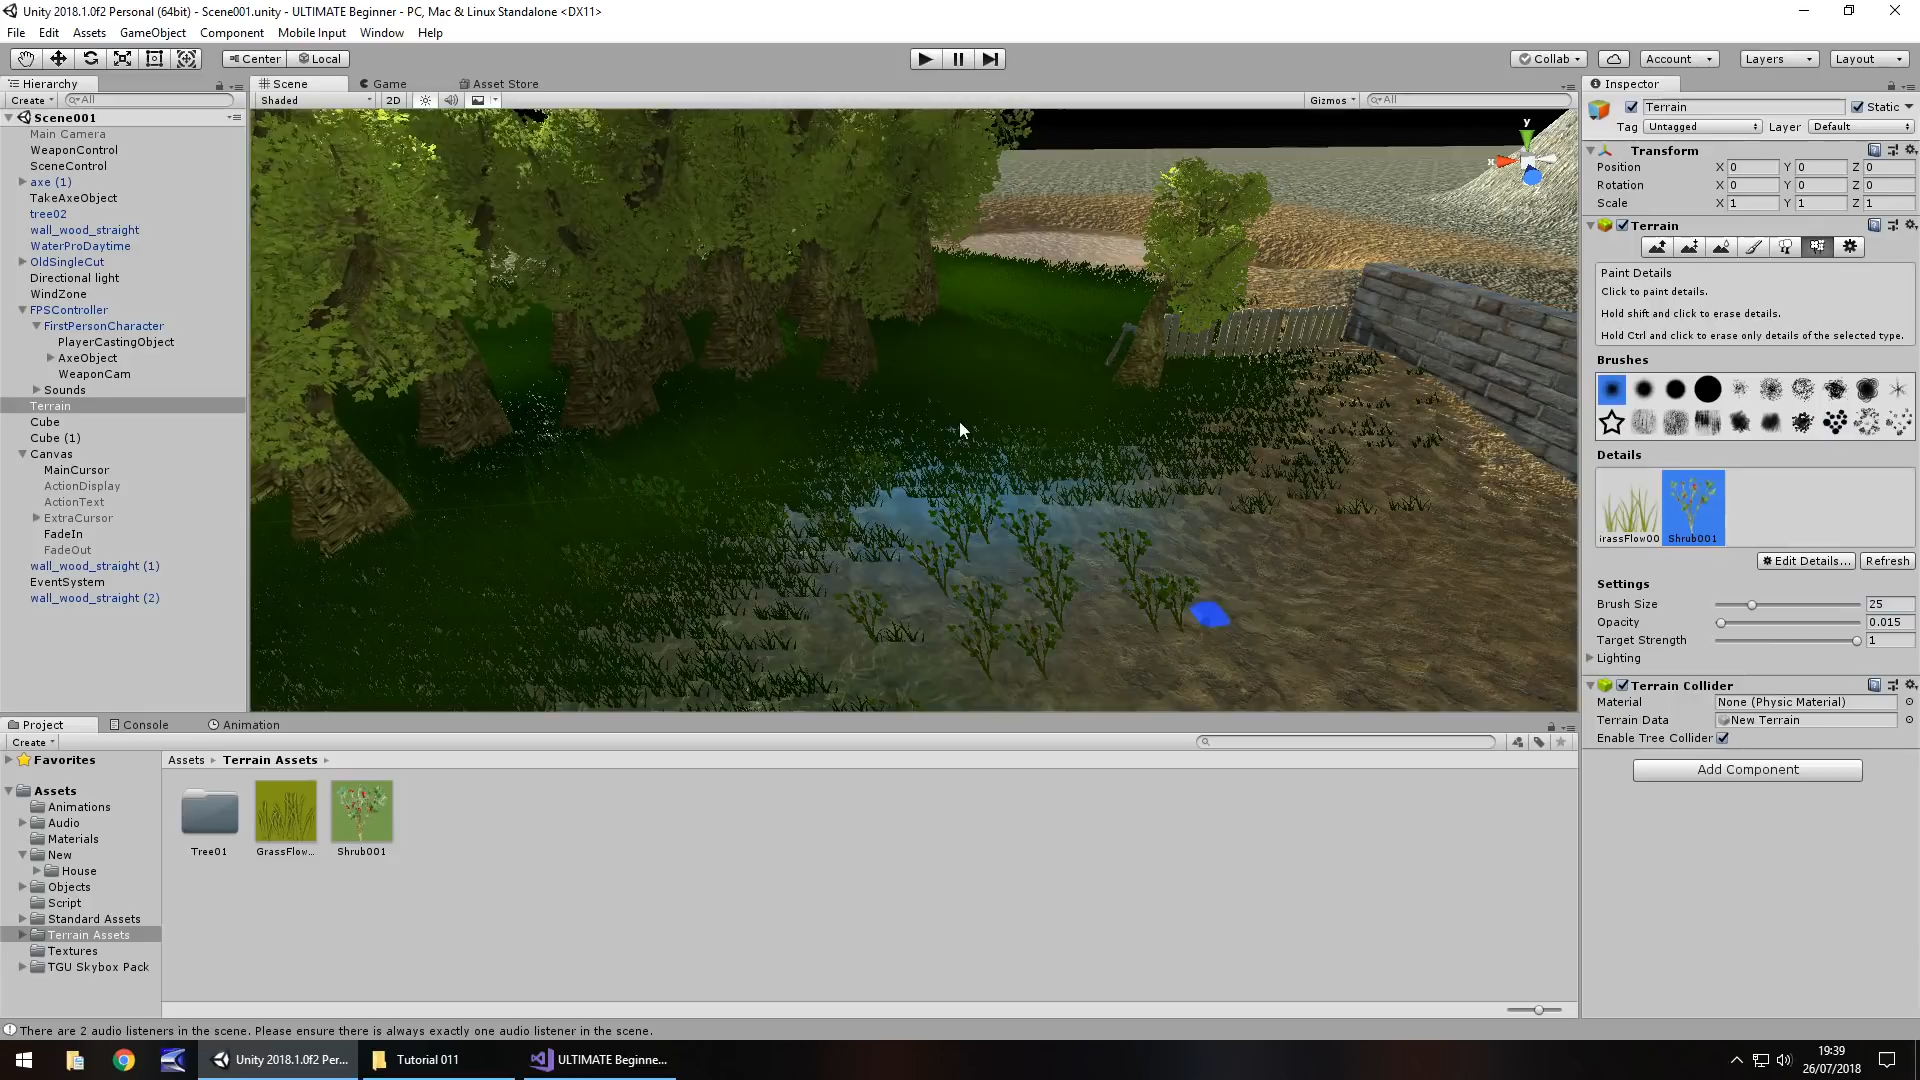 Unity 2018.1.0f2 Personal (64bit) - Scene001.unity - ULTIMATE Beginner - PC, Mac & Linux Standalone <DX11>
File Edit Assets GameObject Component Mobile Input Window Help
Center Local Collab Account Layers Layout
Hierarchy
Create All
Scene001
Main Camera
WeaponControl
SceneControl
axe (1)
TakeAxeObject
tree02
wall_wood_straight
WaterProDaytime
OldSingleCut
Directional light
WindZone
FPSController
FirstPersonCharacter
PlayerCastingObject
AxeObject
WeaponCam
Sounds
Terrain
Cube
Cube (1)
Canvas
MainCursor
ActionDisplay
ActionText
ExtraCursor
FadeIn
FadeOut
wall_wood_straight (1)
EventSystem
wall_wood_straight (2)
Scene Game Asset Store
Shaded 2D Gizmos All
y
x
Inspector
Terrain Static
Tag Untagged Layer Default
Transform
Position X 0 Y 0 Z 0
Rotation X 0 Y 0 Z 0
Scale X 1 Y 1 Z 1
Terrain
Paint Details
Click to paint details.
Hold shift and click to erase details.
Hold Ctrl and click to erase only details of the selected type.
Brushes
Details
irassFlow00 Shrub001
Edit Details... Refresh
Settings
Brush Size 25
Opacity 0.015
Target Strength 1
Lighting
Terrain Collider
Material None (Physic Material)
Terrain Data New Terrain
Enable Tree Collider
Add Component
Project Console Animation
Create
Favorites
Assets
Animations
Audio
Materials
New
House
Objects
Script
Standard Assets
Terrain Assets
Textures
TGU Skybox Pack
Assets Terrain Assets
Tree01 GrassFlow... Shrub001
There are 2 audio listeners in the scene. Please ensure there is always exactly one audio listener in the scene.
Unity 2018.1.0f2 Per... Tutorial 011 ULTIMATE Beginne...
19:39
26/07/2018